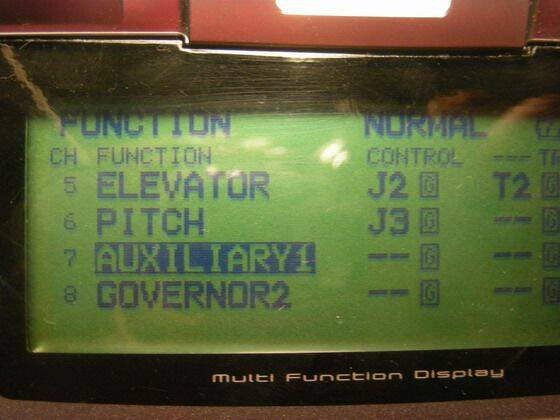 FUNCTION NORMAL
CH FUNCTION CONTROL ---
5 ELEVATOR J2 G T2 G
6 PITCH J3 G -- G
7 AUXILIARY1 -- G -- G
8 GOVERNOR2 -- G -- G
Multi Function Display